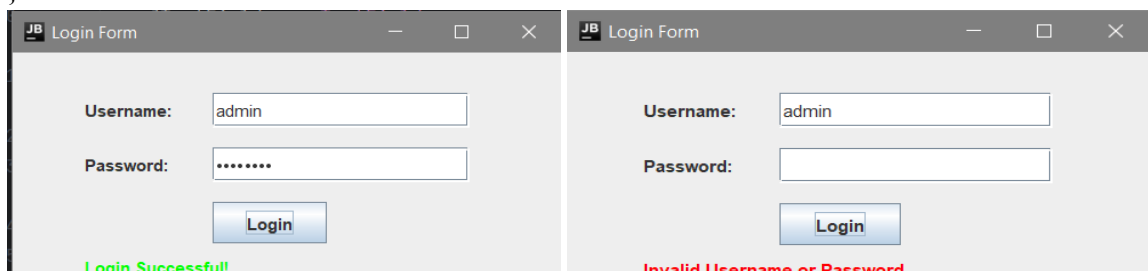 JB Login Form
Username: admin
Password: ••••••••
Login
Login Successful!
JB Login Form
Username: admin
Password:
Login
Invalid Username or Password